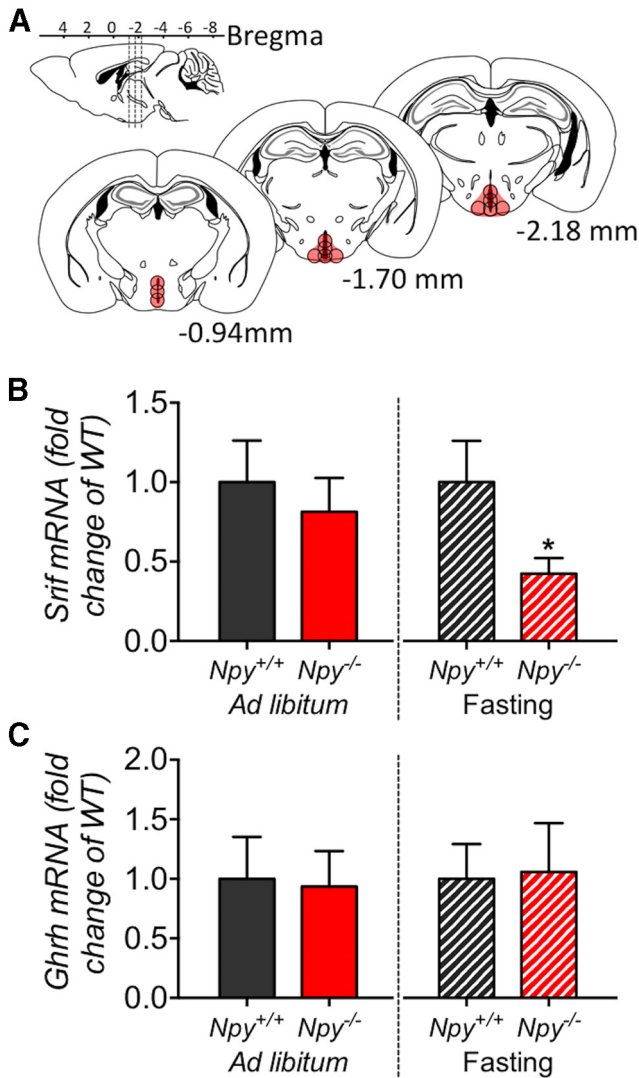 A
4 2 0 -2 -4 -6 -8
Bregma
-2.18 mm
-1.70 mm
-0.94mm
B
Srif mRNA (fold
change of WT)
1.5
1.0
0.5
0.0
*
Npy+/+ Npy-/- Npy+/+ Npy-/-
Ad libitum Fasting
C
Ghrh mRNA (fold
change of WT)
2.0
1.5
1.0
0.5
0.0
Npy+/+ Npy-/- Npy+/+ Npy-/-
Ad libitum Fasting